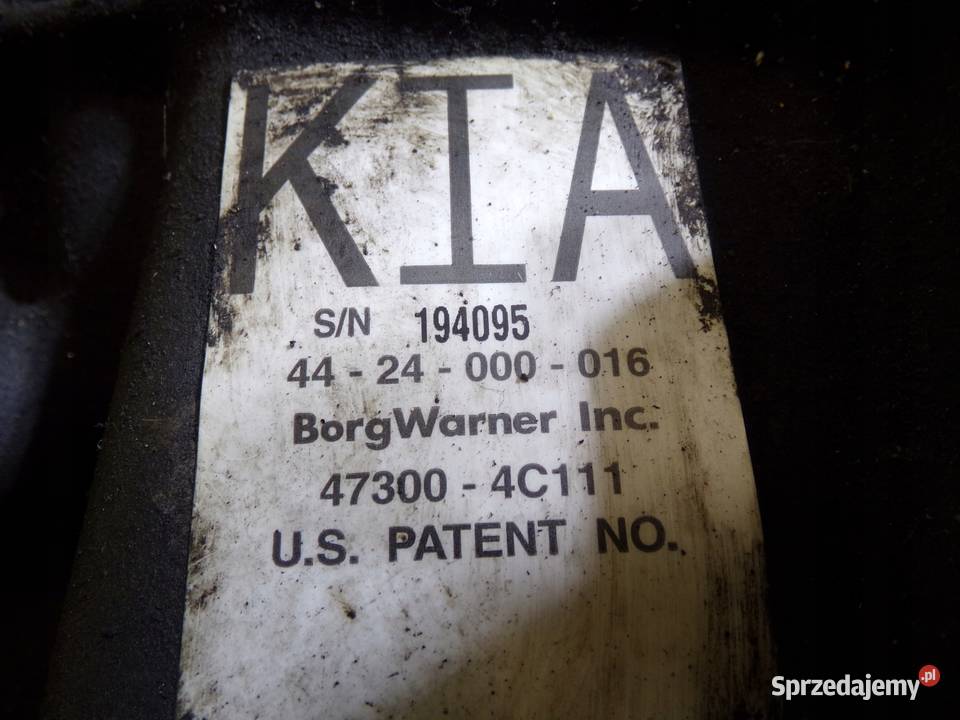 KIA
S/N 194095
44 - 24 - 000 - 016
BorgWarner Inc.
47300 - 4C111
U.S. PATENT NO.
Sprzedajemy.pl